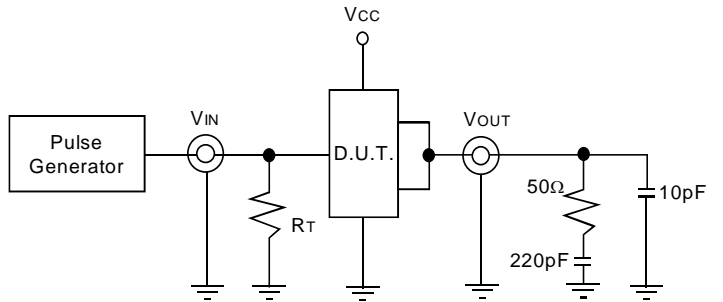 VCC
VIN
VOUT
Pulse
Generator
D.U.T.
RT
50Ω
10pF
220pF